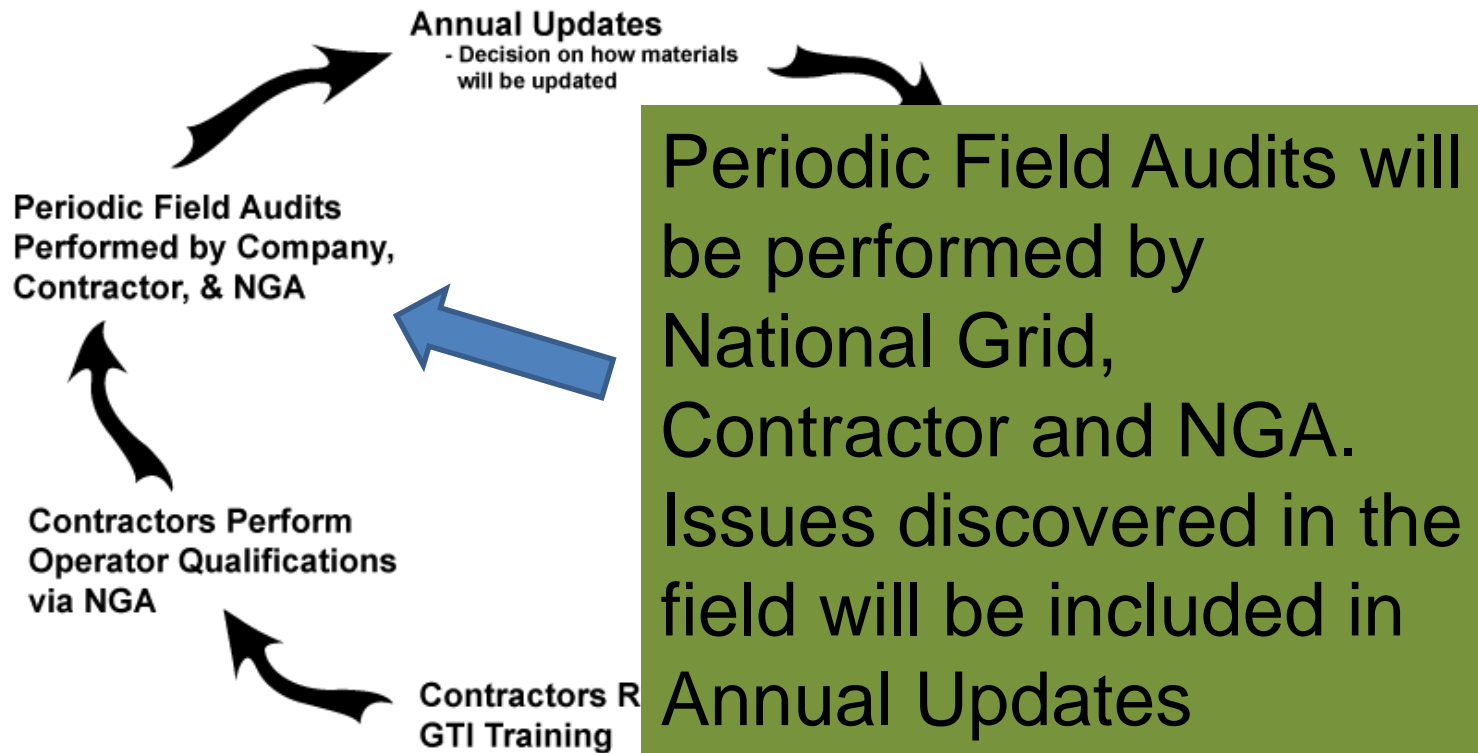 Annual Updates
- Decision on how materials
will be updated
Periodic Field Audits
Performed by Company,
Contractor, & NGA
Contractors Perform
Operator Qualifications
via NGA
Contractors R
GTI Training
Periodic Field Audits will
be performed by
National Grid,
Contractor and NGA.
Issues discovered in the
field will be included in
Annual Updates